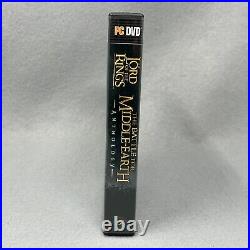 PC DVD
THE
LORD
OF THE
RINGS
THE BATTLE FOR
MIDDLE-EARTH
— ANTHOLOGY —